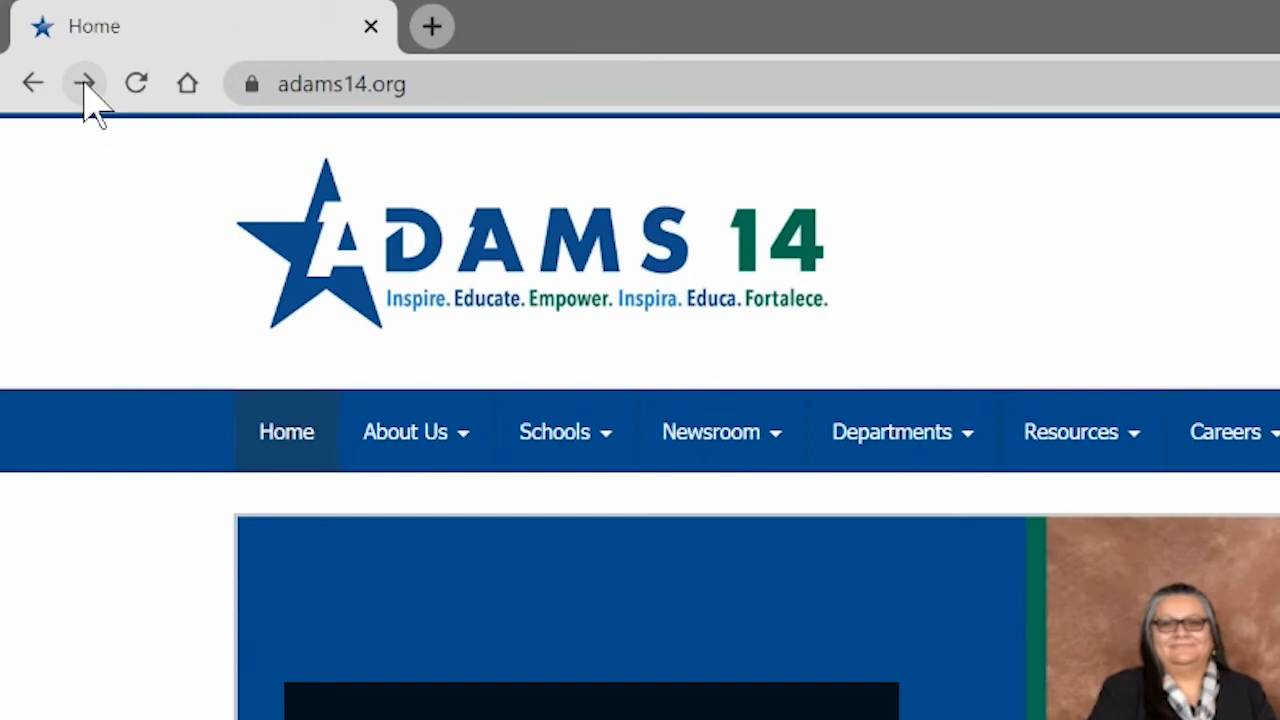 Home
adams14.org
ADAMS 14
Inspire. Educate. Empower. Inspira. Educa. Fortalece.
Home About Us Schools Newsroom Departments Resources Careers